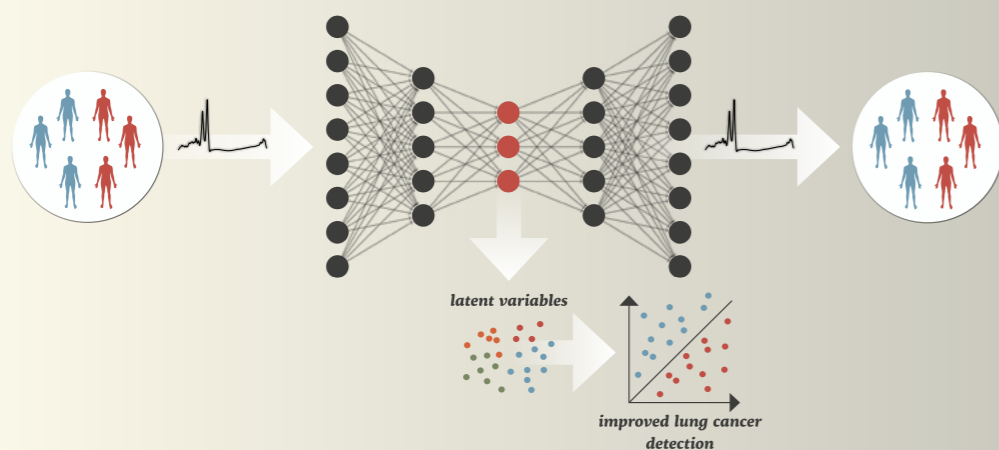 latent variables
improved lung cancer
detection